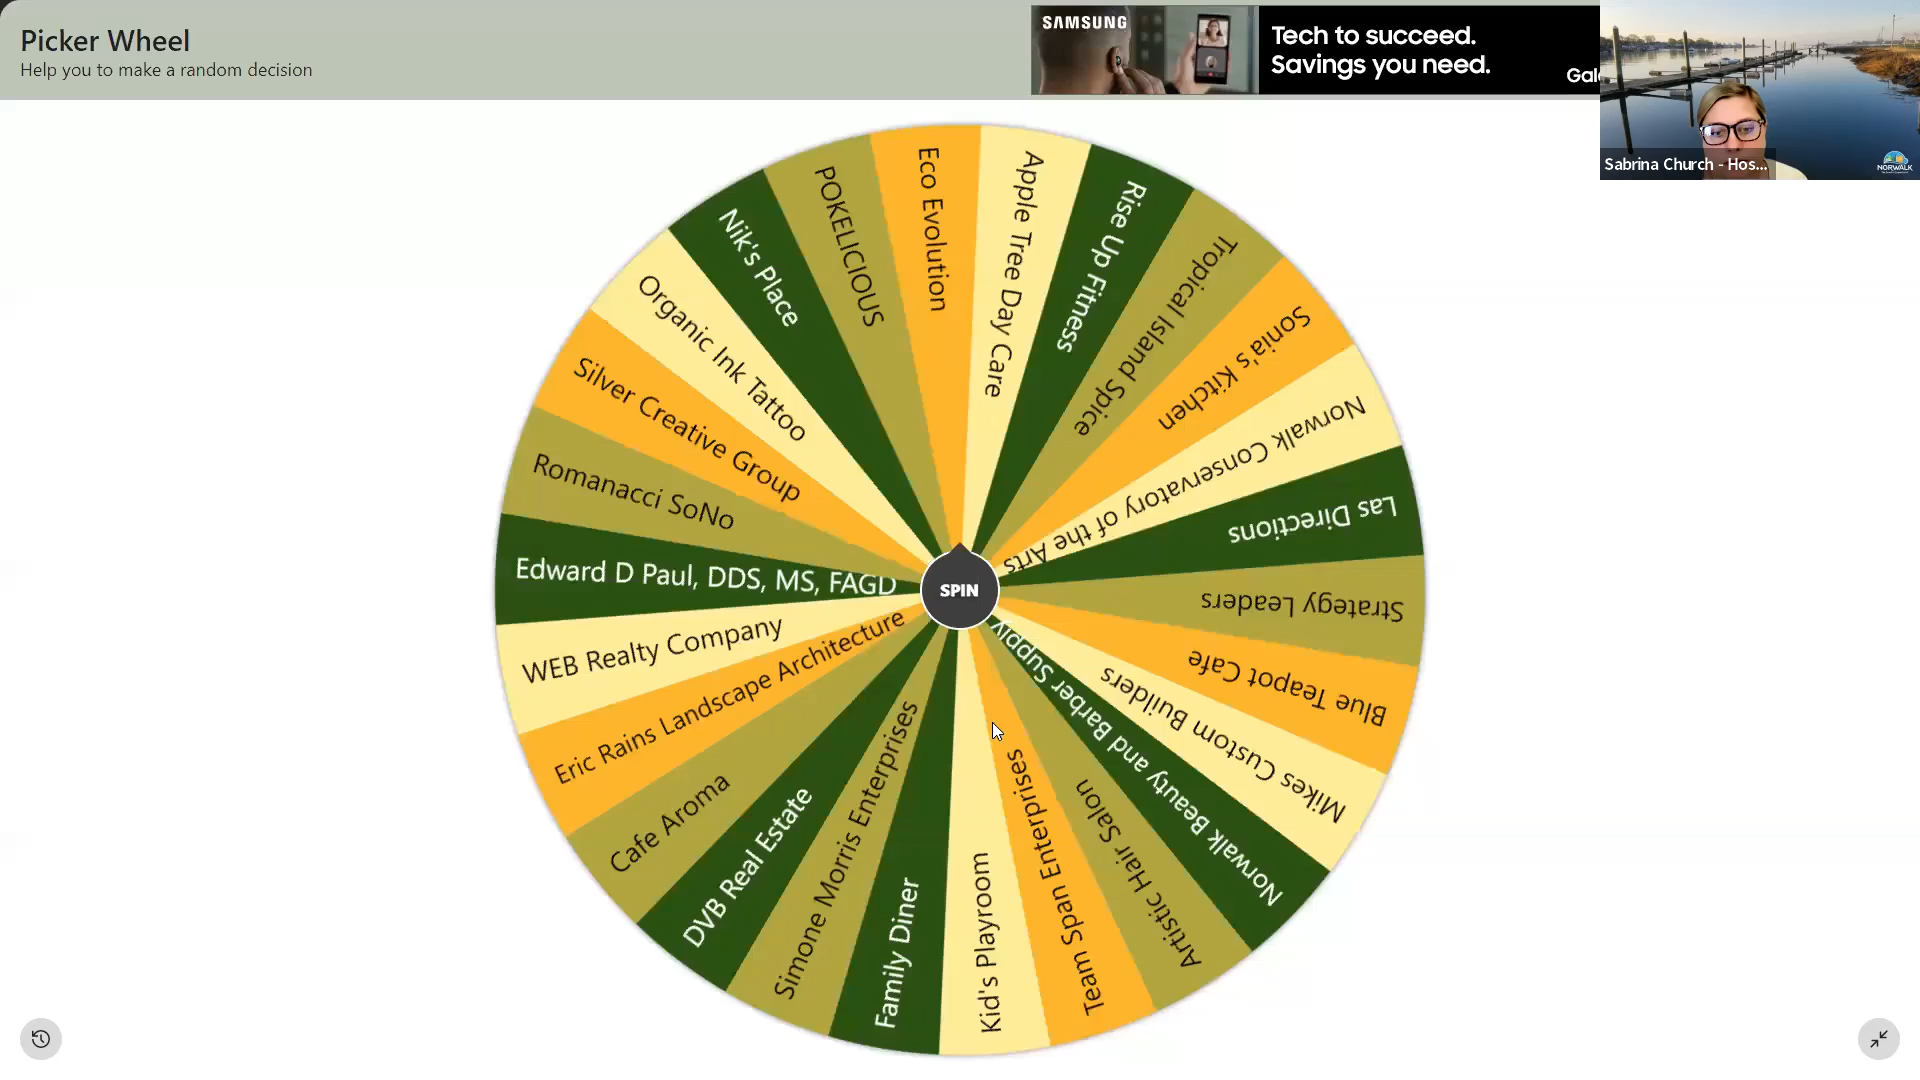 Picker Wheel
Help you to make a random decision
SAMSUNG
Tech to succeed.
Savings you need.
Sabrina Church - Hos...
NORWALK
Eco Evolution
Apple Tree Day Care
Rise Up Fitness
Tropical Island Spice
Sonia's Kitchen
Norwalk Conservatory of the Arts
Las Directions
Strategy Leaders
Blue Teapot Cafe
Mikes Custom Builders
Norwalk Beauty and Barber Supply
Artistic Hair Salon
Team Span Enterprises
Kid's Playroom
Family Diner
Simone Morris Enterprises
DVB Real Estate
Cafe Aroma
Eric Rains Landscape Architecture
WEB Realty Company
Edward D Paul, DDS, MS, FAGD
Romanacci SoNo
Silver Creative Group
Organic Ink Tattoo
Nik's Place
POKELICIOUS
SPIN